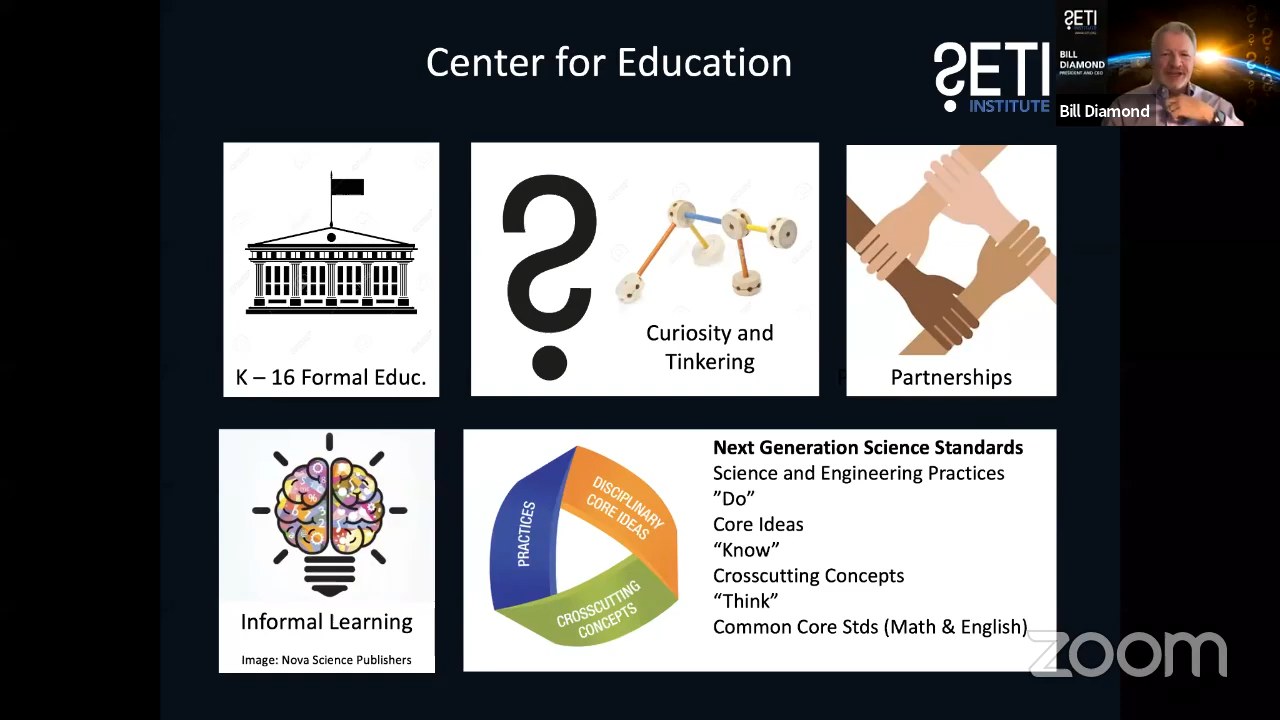 Center for Education
SETI
INSTITUTE
SETI
INSTITUTE
BILL
DIAMOND
PRESIDENT AND CEO
Bill Diamond
K – 16 Formal Educ.
Curiosity and
Tinkering
Partnerships
Informal Learning
Image: Nova Science Publishers
PRACTICES
DISCIPLINARY
CORE IDEAS
CROSSCUTTING
CONCEPTS
Next Generation Science Standards
Science and Engineering Practices
”Do”
Core Ideas
“Know”
Crosscutting Concepts
“Think”
Common Core Stds (Math & English)
zoom